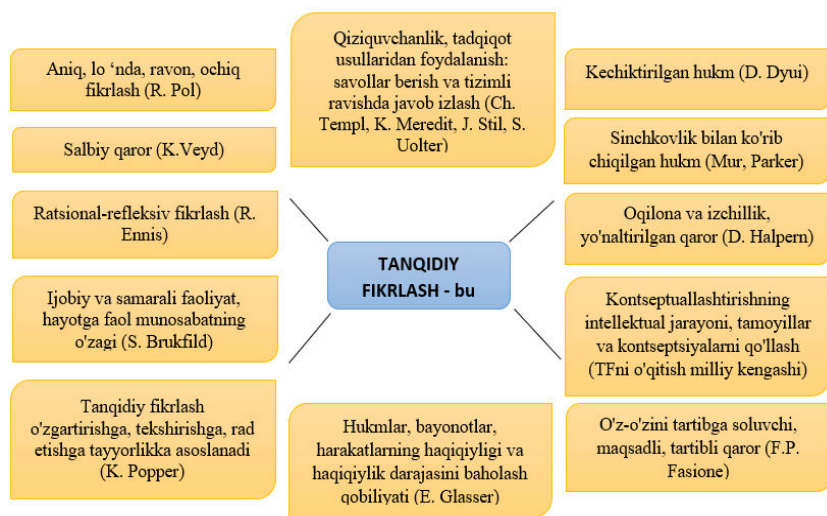 Aniq, lo ‘nda, ravon, ochiq
fikrlash (R. Pol)
Salbiy qaror (K.Veyd)
Ratsional-refleksiv fikrlash (R.
Ennis)
Ijobiy va samarali faoliyat,
hayotga faol munosabatning
o'zagi (S. Brukfild)
Tanqidiy fikrlash
o'zgartirishga, tekshirishga, rad
etishga tayyorlikka asoslanadi
(K. Popper)
Qiziquvchanlik, tadqiqot
usullaridan foydalanish:
savollar berish va tizimli
ravishda javob izlash (Ch.
Templ, K. Meredit, J. Stil, S.
Uolter)
TANQIDIY
FIKRLASH - bu
Hukmlar, bayonotlar,
harakatlarning haqiqiyligi va
haqiqiylik darajasini baholash
qobiliyati (E. Glasser)
Kechiktirilgan hukm (D. Dyui)
Sinchkovlik bilan ko'rib
chiqilgan hukm (Mur, Parker)
Oqilona va izchillik,
yo'naltirilgan qaror (D. Halpern)
Kontseptuallashtirishning
intellektual jarayoni, tamoyillar
va kontseptsiyalarni qo'llash
(TFni o'qitish milliy kengashi)
O'z-o'zini tartibga soluvchi,
maqsadli, tartibli qaror (F.P.
Fasione)